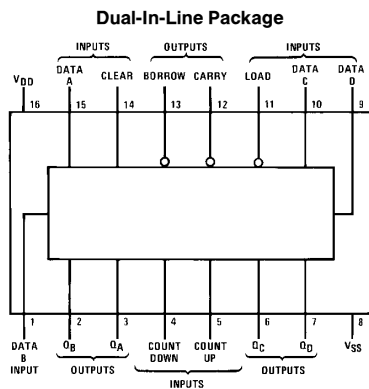 Dual-In-Line Package
INPUTS OUTPUTS INPUTS
VDD DATA A CLEAR BORROW CARRY LOAD DATA C DATA D
16 15 14 13 12 11 10 9
1 2 3 4 5 6 7 8
DATA B INPUT QB QA COUNT DOWN COUNT UP QC QD VSS
OUTPUTS INPUTS OUTPUTS